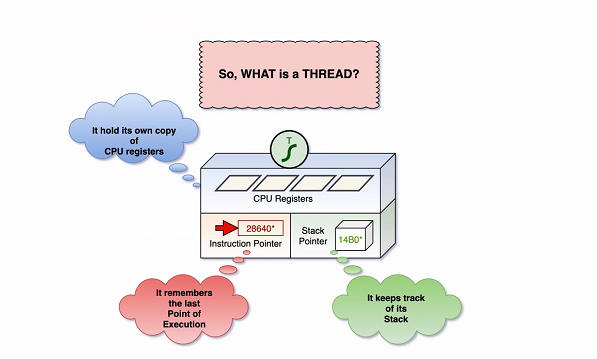 So, WHAT is a THREAD?
It hold its own copy
of
CPU registers
T
CPU Registers
28640*
Instruction Pointer
Stack
Pointer
14B0*
It remembers
the last
Point of
Execution
It keeps track
of its
Stack